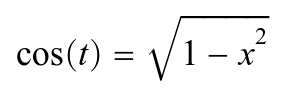 cos(t) = √(1 − x²)